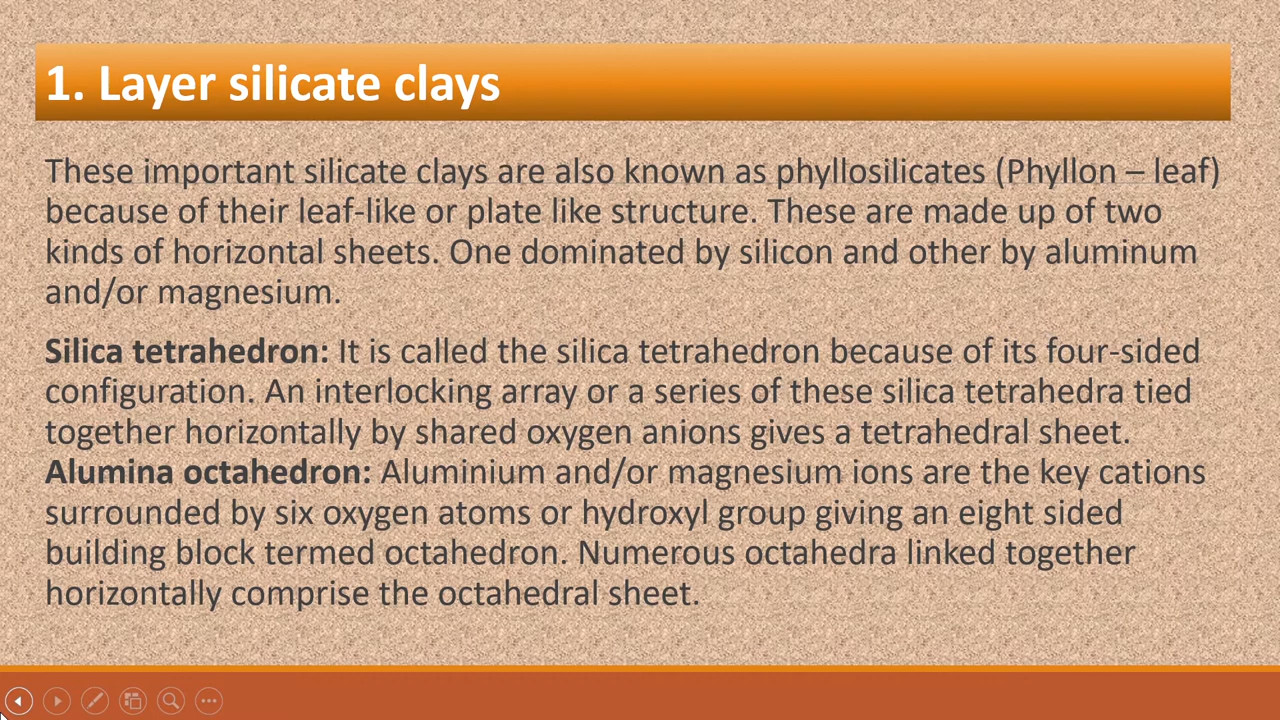 1. Layer silicate clays
These important silicate clays are also known as phyllosilicates (Phyllon – leaf)
because of their leaf-like or plate like structure. These are made up of two
kinds of horizontal sheets. One dominated by silicon and other by aluminum
and/or magnesium.
Silica tetrahedron: It is called the silica tetrahedron because of its four-sided
configuration. An interlocking array or a series of these silica tetrahedra tied
together horizontally by shared oxygen anions gives a tetrahedral sheet.
Alumina octahedron: Aluminium and/or magnesium ions are the key cations
surrounded by six oxygen atoms or hydroxyl group giving an eight sided
building block termed octahedron. Numerous octahedra linked together
horizontally comprise the octahedral sheet.